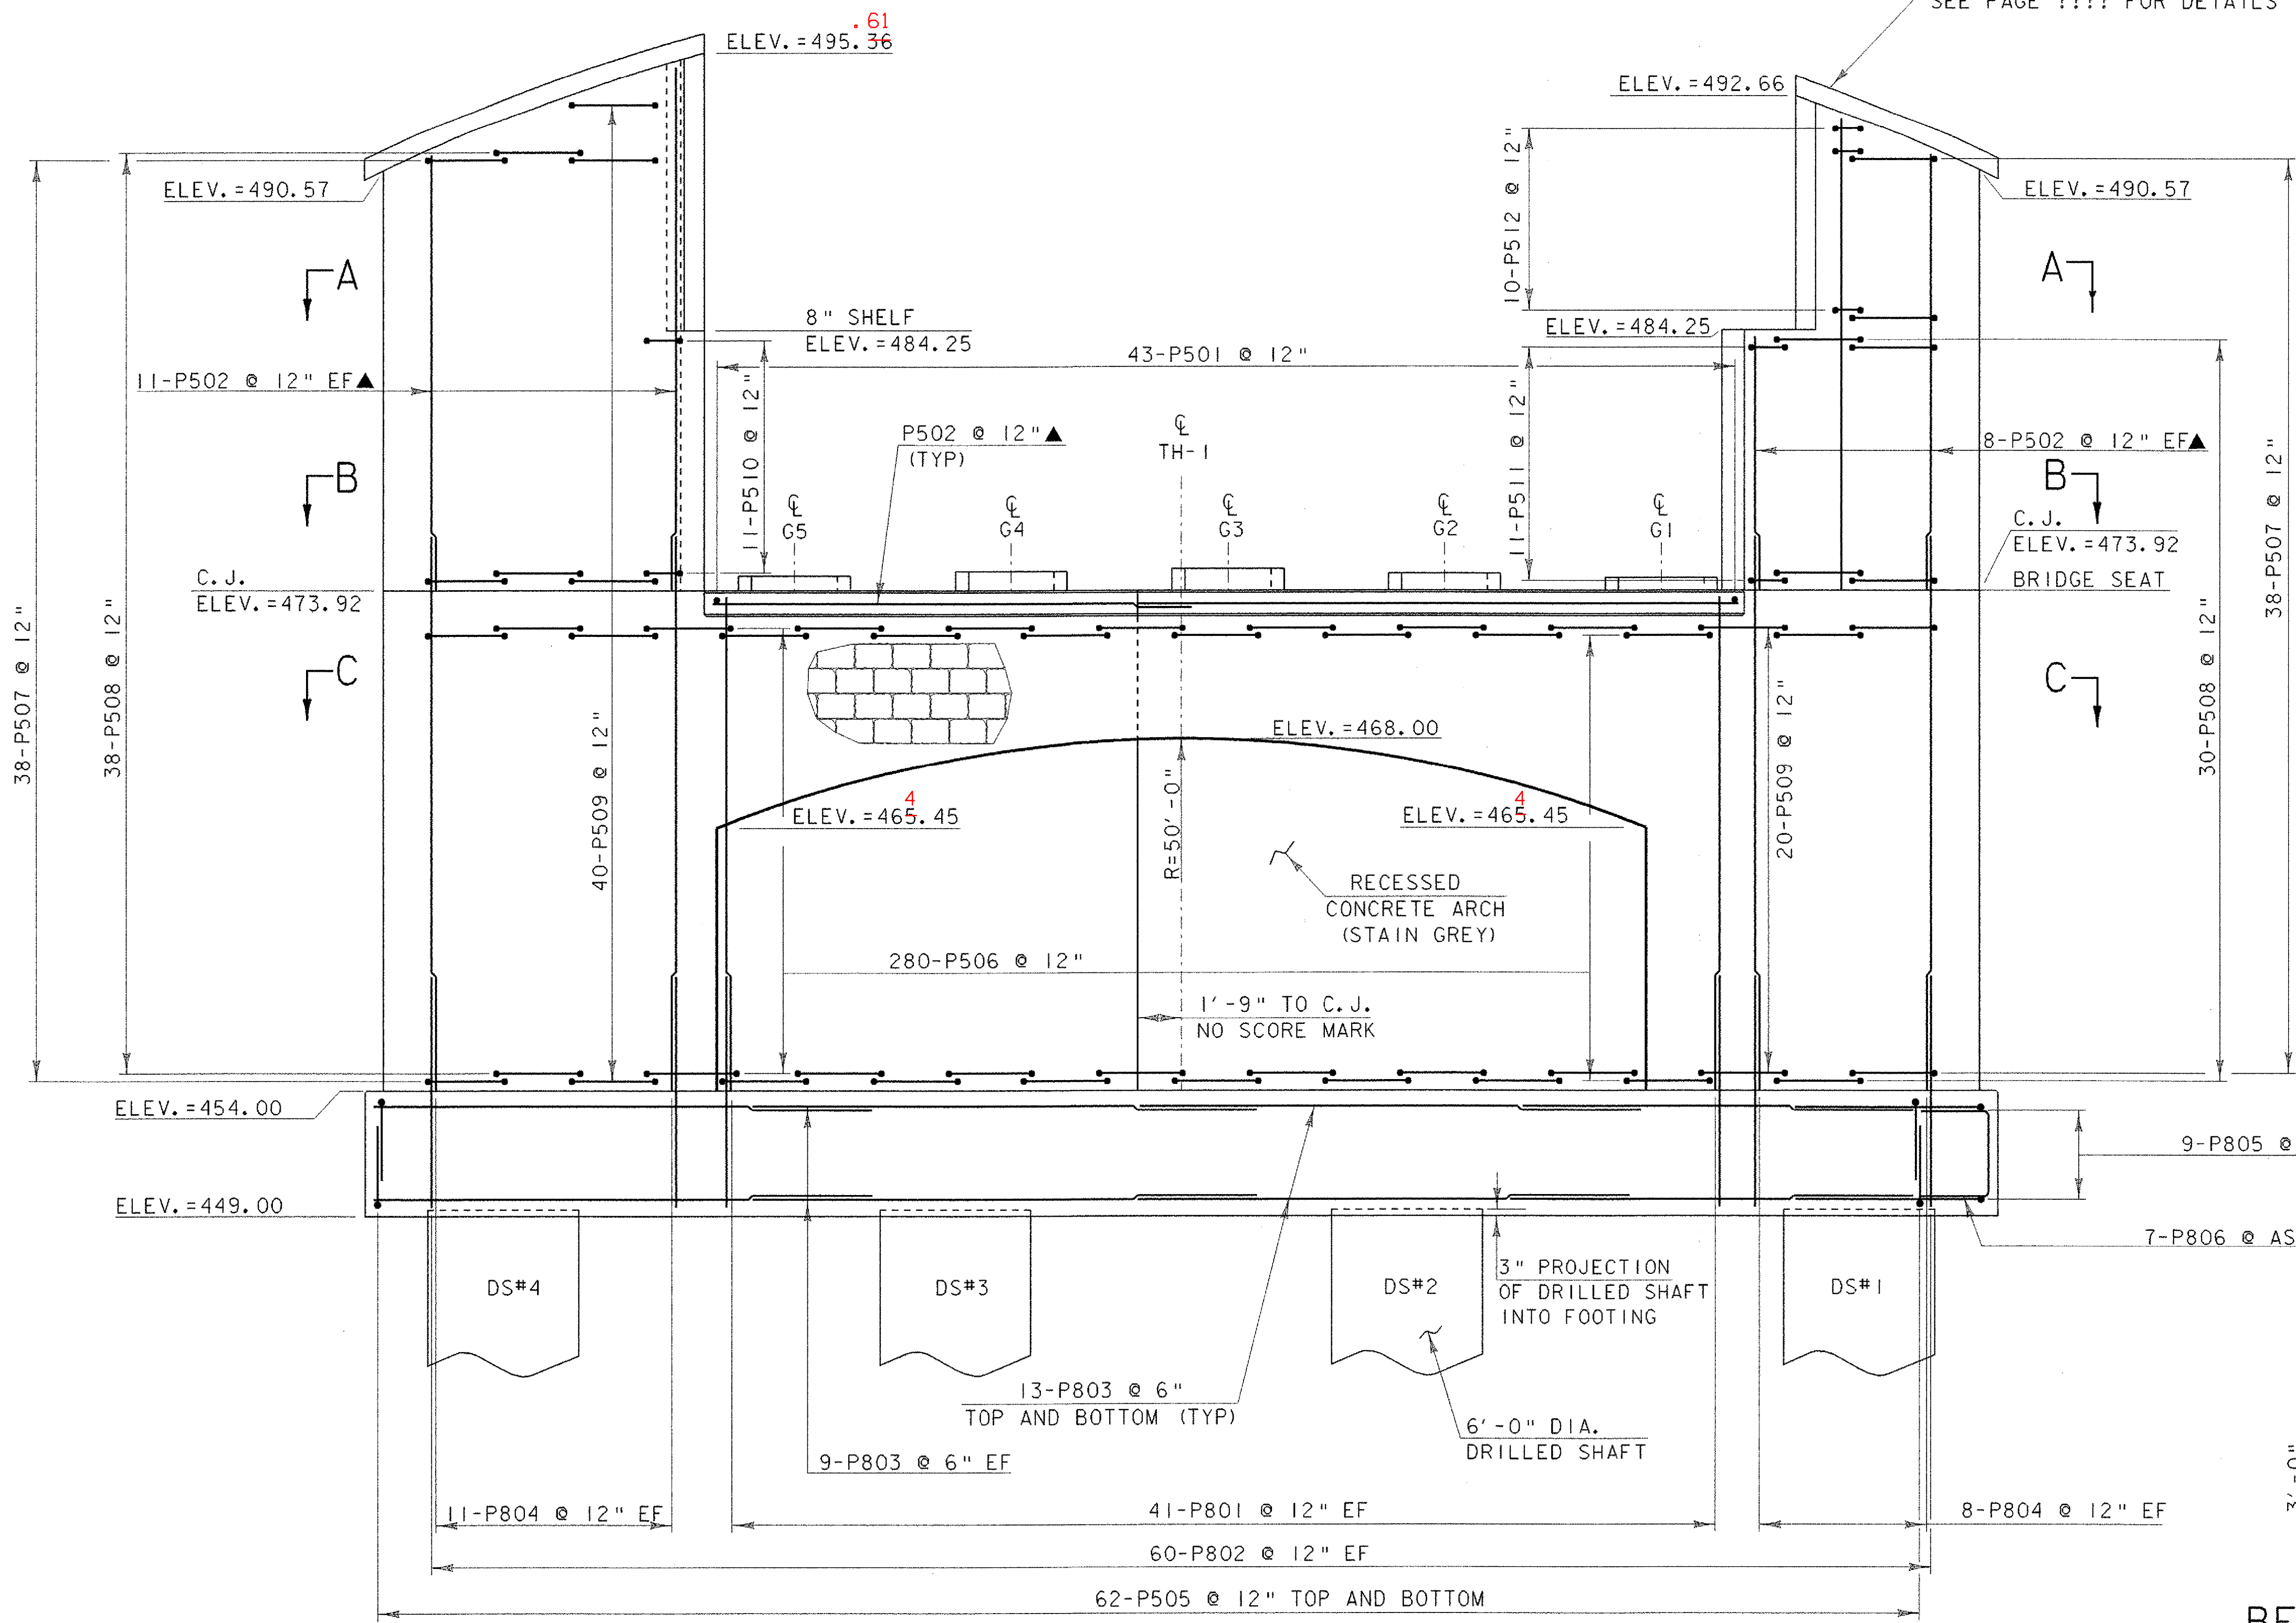 SEE PAGE ???? FOR DETAILS
.61
ELEV.=495.36
ELEV.=492.66
ELEV.=490.57
10-P512 @ 12"
ELEV.=490.57
A
A
8" SHELF
ELEV.=484.25
ELEV.=484.25
43-P501 @ 12"
11-P502 @ 12" EF▲
11-P510 @ 12"
11-P511 @ 12"
P502 @ 12"▲
(TYP)
℄
TH-1
8-P502 @ 12" EF▲
38-P507 @ 12"
B
B
℄
G5
℄
G4
℄
G3
℄
G2
℄
G1
C.J.
ELEV.=473.92
BRIDGE SEAT
C.J.
ELEV.=473.92
C
C
38-P507 @ 12"
38-P508 @ 12"
40-P509 @ 12"
20-P509 @ 12"
30-P508 @ 12"
ELEV.=468.00
4
ELEV.=465.45
4
ELEV.=465.45
R=50'-0"
RECESSED
CONCRETE ARCH
(STAIN GREY)
280-P506 @ 12"
1'-9" TO C.J.
NO SCORE MARK
ELEV.=454.00
9-P805 @
ELEV.=449.00
7-P806 @ AS
DS#4
DS#3
DS#2
DS#1
3" PROJECTION
OF DRILLED SHAFT
INTO FOOTING
13-P803 @ 6"
TOP AND BOTTOM (TYP)
6'-0" DIA.
DRILLED SHAFT
9-P803 @ 6" EF
3'-0"
11-P804 @ 12" EF
41-P801 @ 12" EF
8-P804 @ 12" EF
60-P802 @ 12" EF
62-P505 @ 12" TOP AND BOTTOM